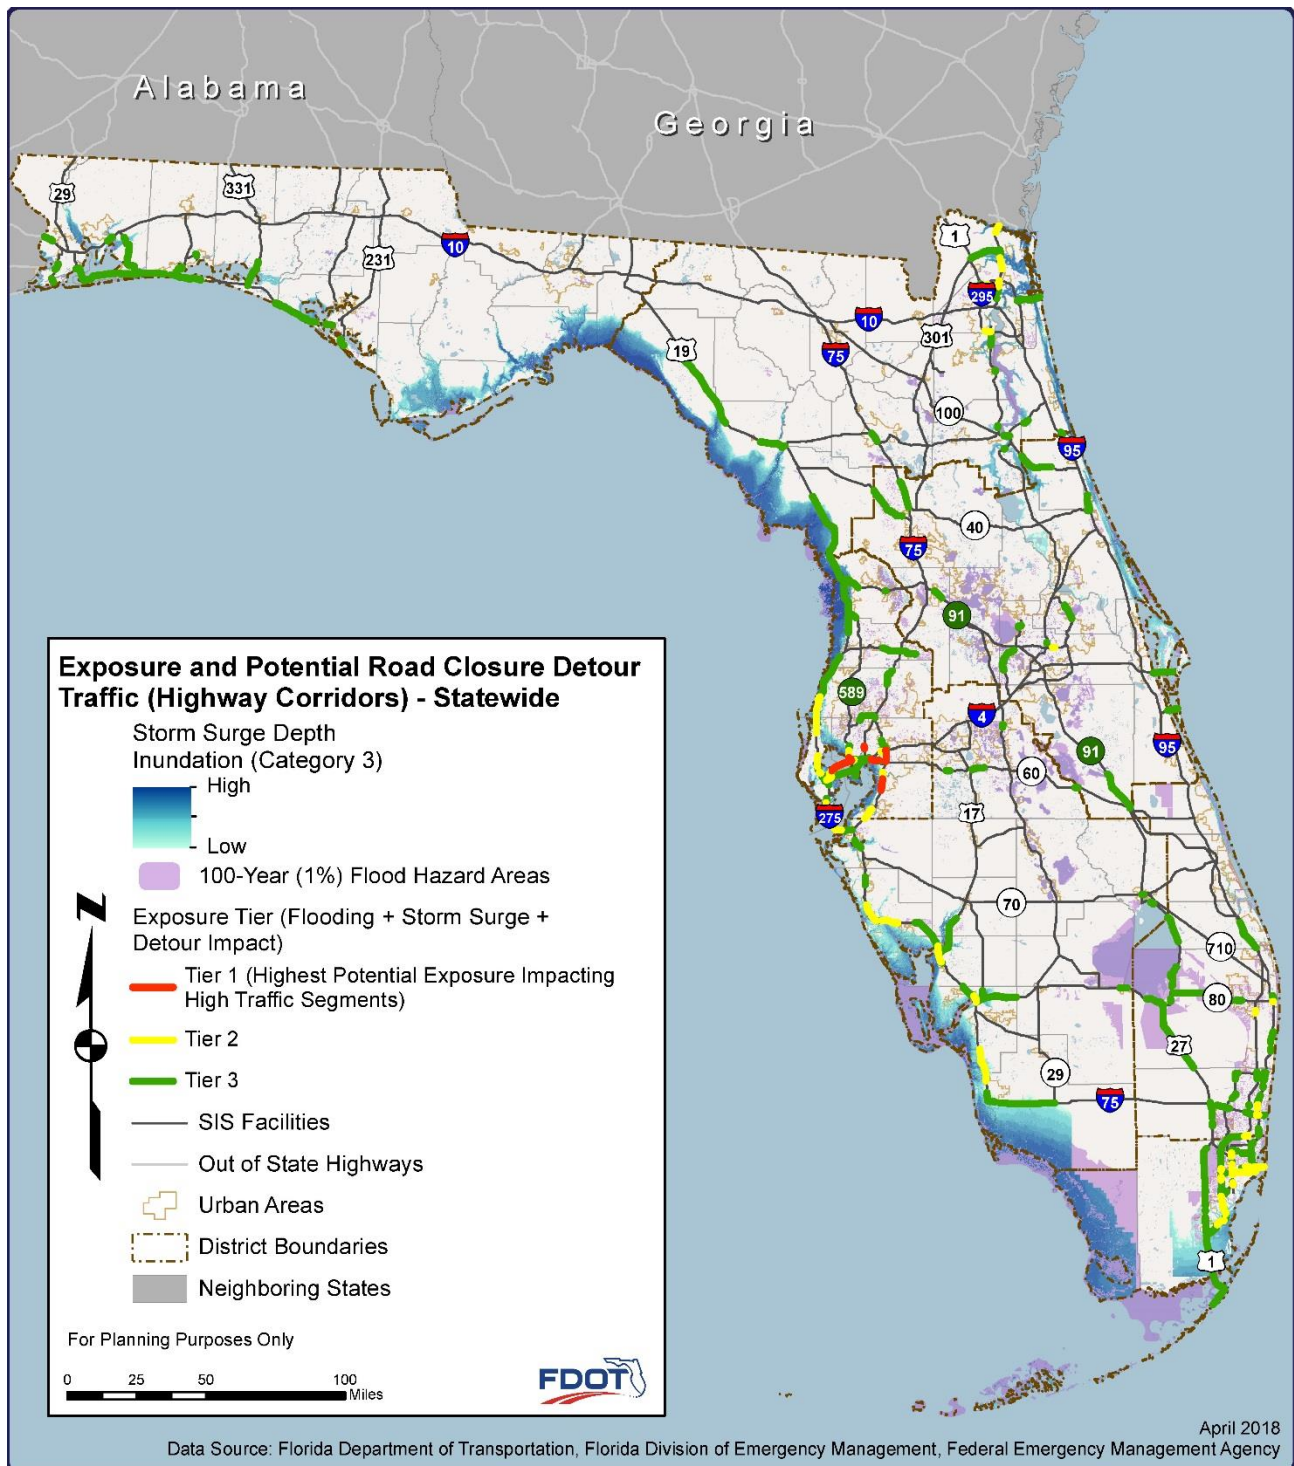 Alabama
Georgia
29
331
231
10
19
1
295
10
301
75
100
95
40
75
91
589
4
91
95
60
275
17
70
710
80
27
29
75
1
Exposure and Potential Road Closure Detour
Traffic (Highway Corridors) - Statewide
Storm Surge Depth
Inundation (Category 3)
High
Low
100-Year (1%) Flood Hazard Areas
Exposure Tier (Flooding + Storm Surge +
Detour Impact)
Tier 1 (Highest Potential Exposure Impacting
High Traffic Segments)
Tier 2
Tier 3
SIS Facilities
Out of State Highways
Urban Areas
District Boundaries
Neighboring States
N
For Planning Purposes Only
0 25 50 100
Miles
FDOT
April 2018
Data Source: Florida Department of Transportation, Florida Division of Emergency Management, Federal Emergency Management Agency